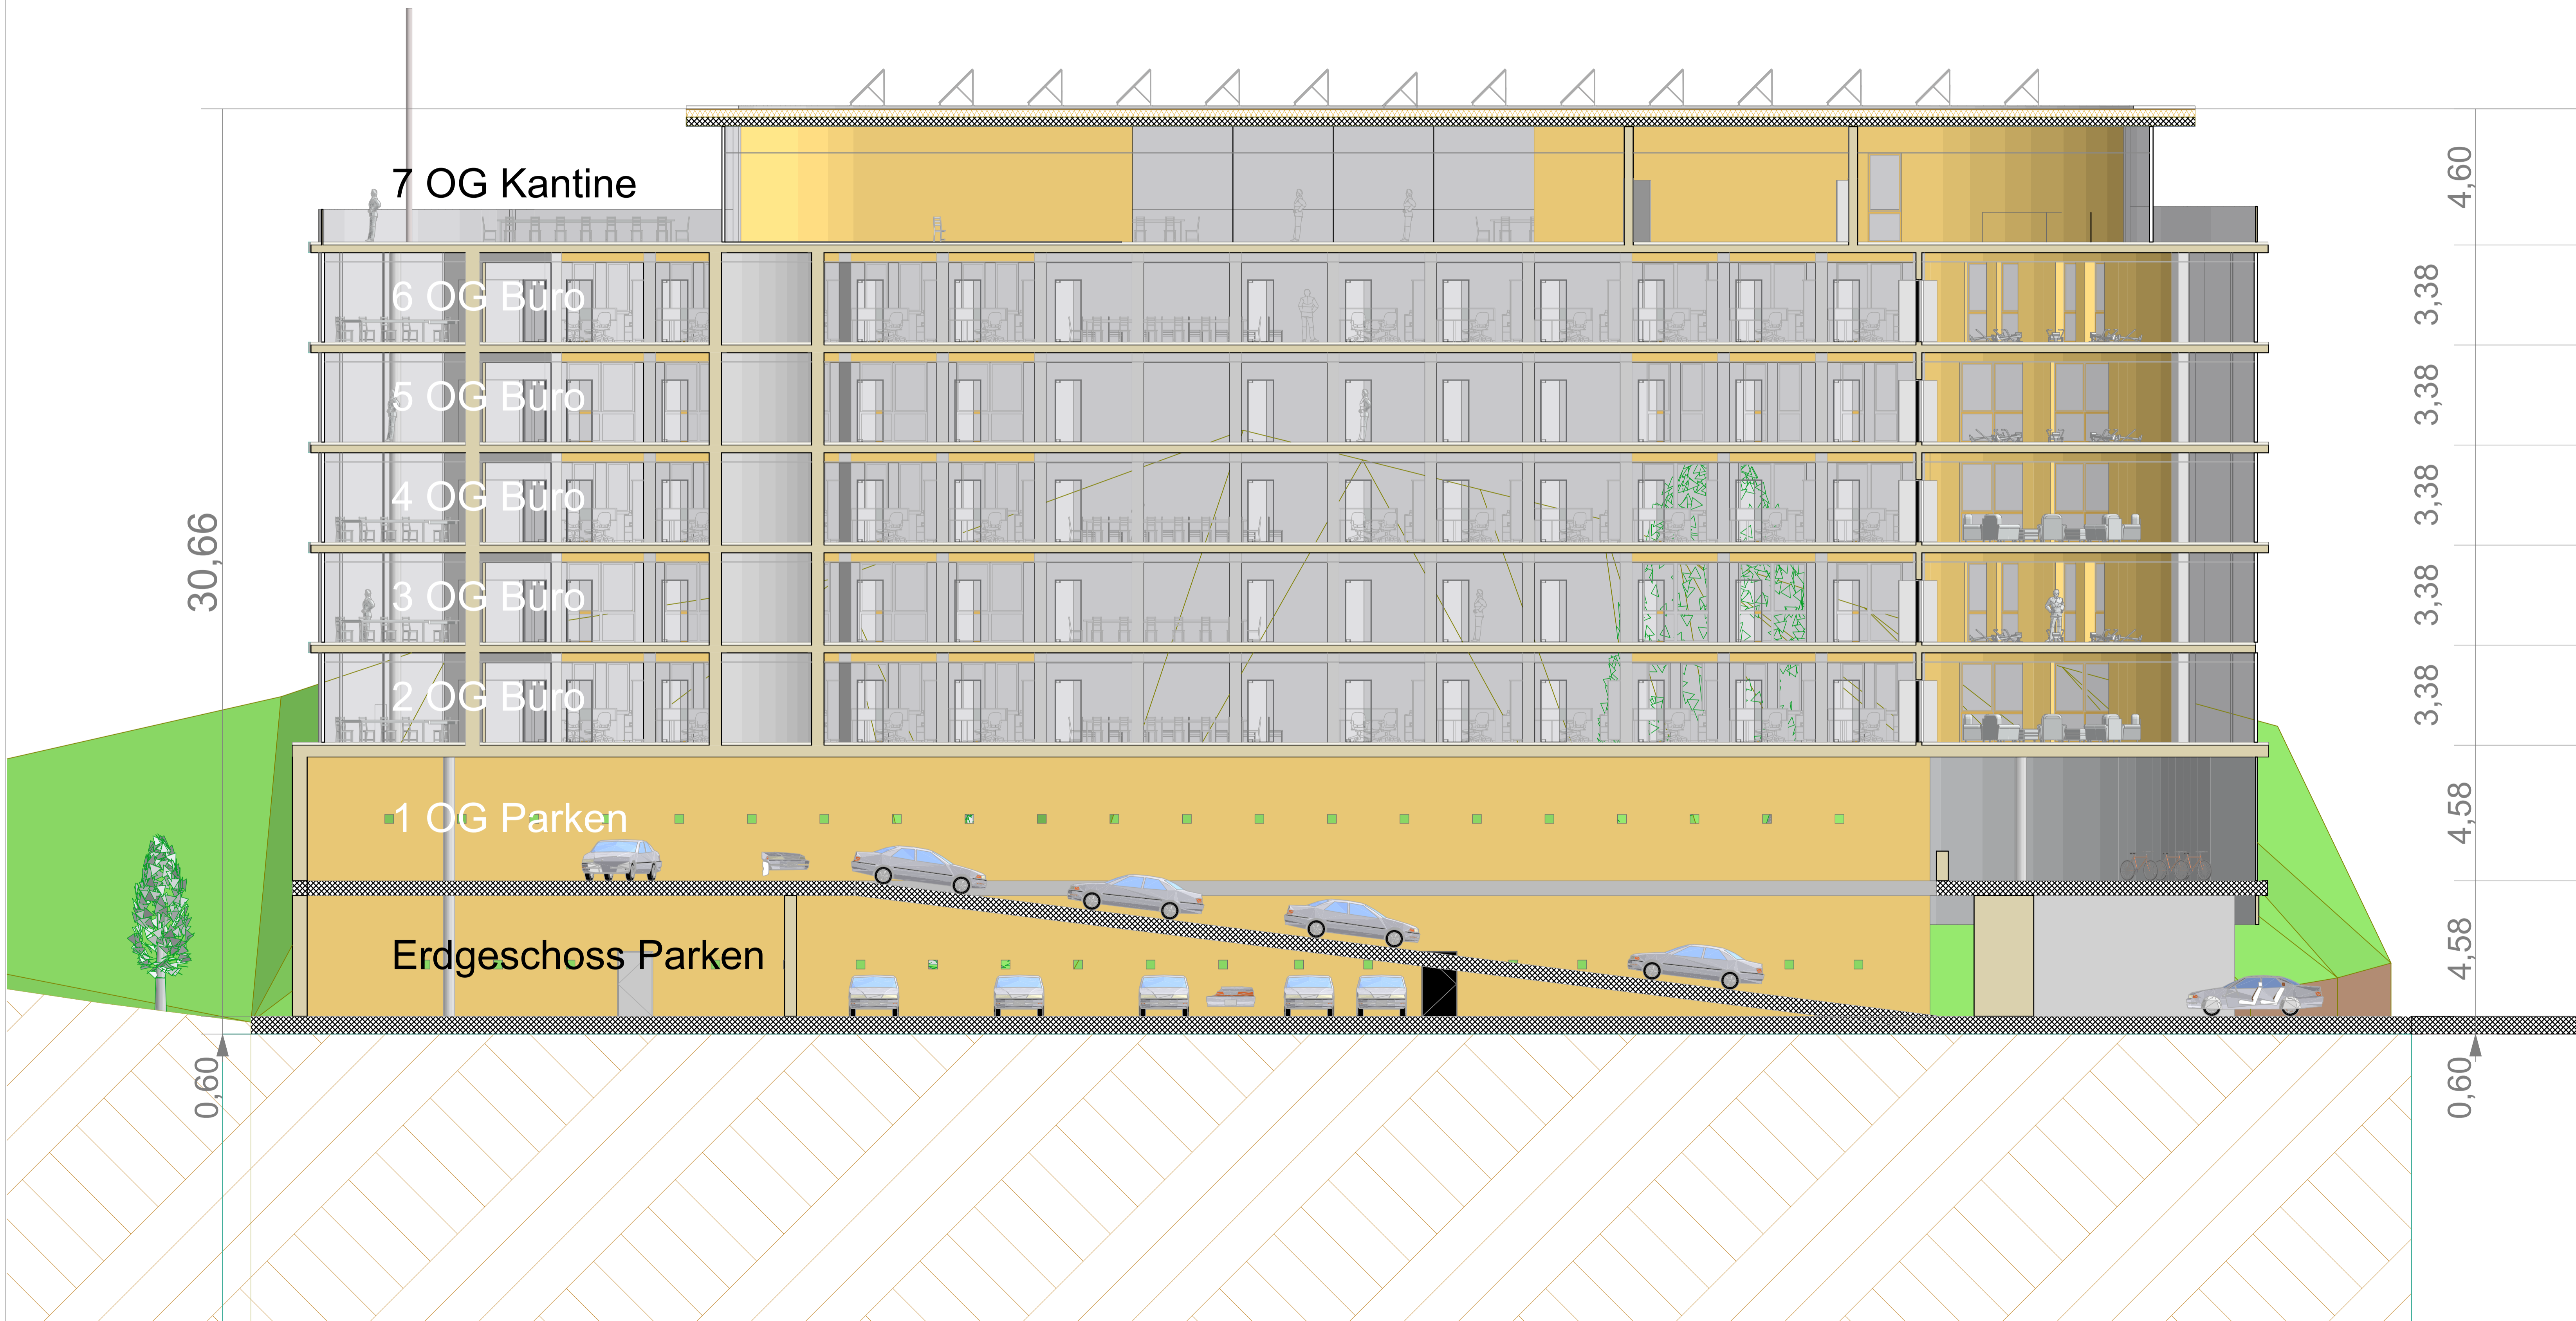 7 OG Kantine
4,60
6 OG Büro
3,38
5 OG Büro
3,38
4 OG Büro
3,38
30,66
3 OG Büro
3,38
2 OG Büro
3,38
1 OG Parken
4,58
Erdgeschoss Parken
4,58
0,60
0,60